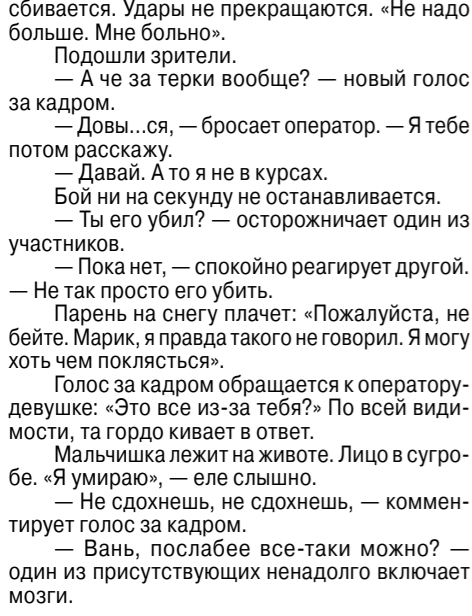 сбивается. Удары не прекращаются. «Не надо
больше. Мне больно».
Подошли зрители.
— А че за терки вообще? — новый голос
за кадром.
— Довы...ся, — бросает оператор. — Я тебе
потом расскажу.
— Давай. А то я не в курсах.
Бой ни на секунду не останавливается.
— Ты его убил? — осторожничает один из
участников.
— Пока нет, — спокойно реагирует другой.
— Не так просто его убить.
Парень на снегу плачет: «Пожалуйста, не
бейте. Марик, я правда такого не говорил. Я могу
хоть чем поклясться».
Голос за кадром обращается к оператору-
девушке: «Это все из-за тебя?» По всей види-
мости, та гордо кивает в ответ.
Мальчишка лежит на животе. Лицо в сугро-
бе. «Я умираю», — еле слышно.
— Не сдохнешь, не сдохнешь, — коммен-
тирует голос за кадром.
— Вань, послабее все-таки можно? —
один из присутствующих ненадолго включает
мозги.